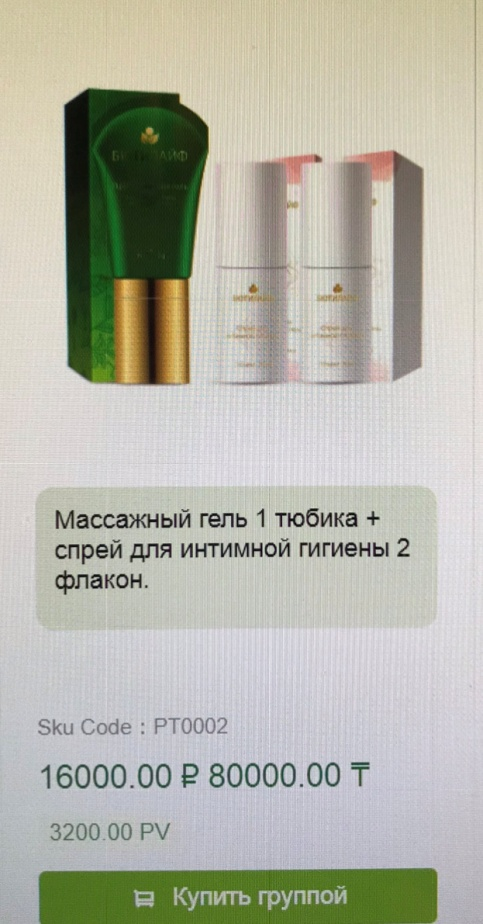 БЮТИЛАЙФ
Массажный гель 1 тюбика +
спрей для интимной гигиены 2
флакон.
Sku Code : PT0002
16000.00 ₽ 80000.00 ₸
3200.00 PV
Купить группой